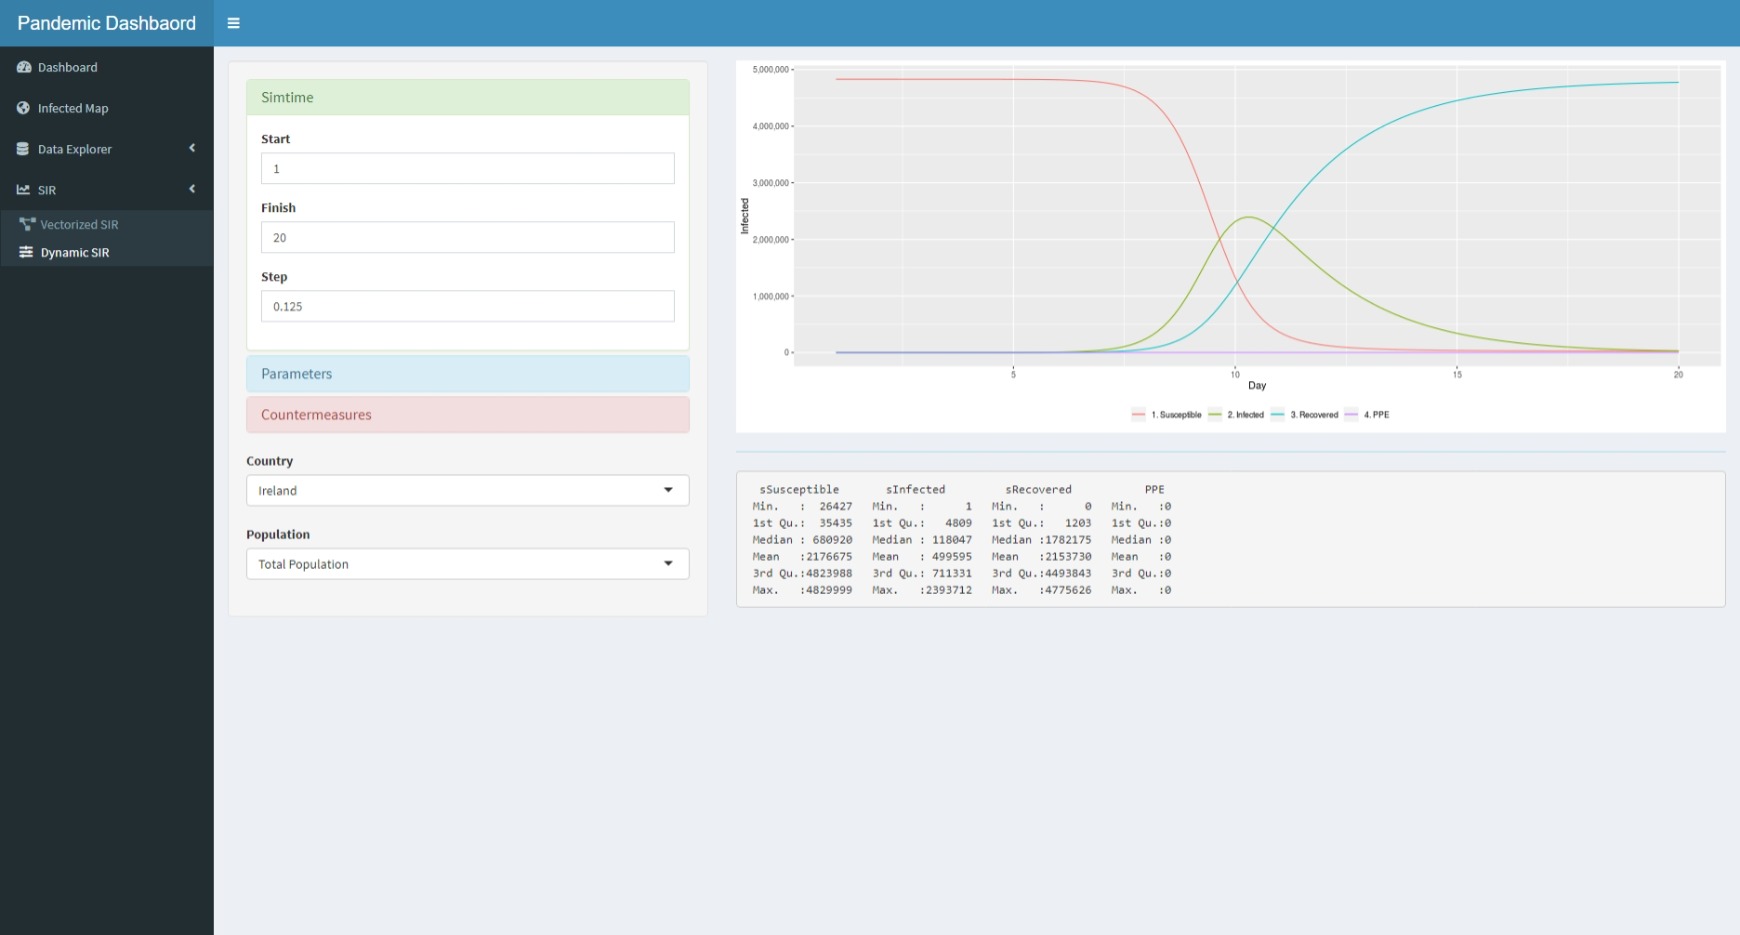 Pandemic Dashbaord
Dashboard
Infected Map
Data Explorer
SIR
Vectorized SIR
Dynamic SIR
Simtime
Start
1
Finish
20
Step
0.125
Parameters
Countermeasures
Country
Ireland
Population
Total Population
5,000,000
4,000,000
3,000,000
2,000,000
1,000,000
0
Infected
5 10 15 20
Day
1. Susceptible 2. Infected 3. Recovered 4. PPE
sSusceptible sInfected sRecovered PPE
Min. : 26427 Min. : 1 Min. : 0 Min. :0
1st Qu.: 35435 1st Qu.: 4809 1st Qu.: 1203 1st Qu.:0
Median : 680920 Median : 118047 Median :1782175 Median :0
Mean :2176675 Mean : 499595 Mean :2153730 Mean :0
3rd Qu.:4823988 3rd Qu.: 711331 3rd Qu.:4493843 3rd Qu.:0
Max. :4829999 Max. :2393712 Max. :4775626 Max. :0